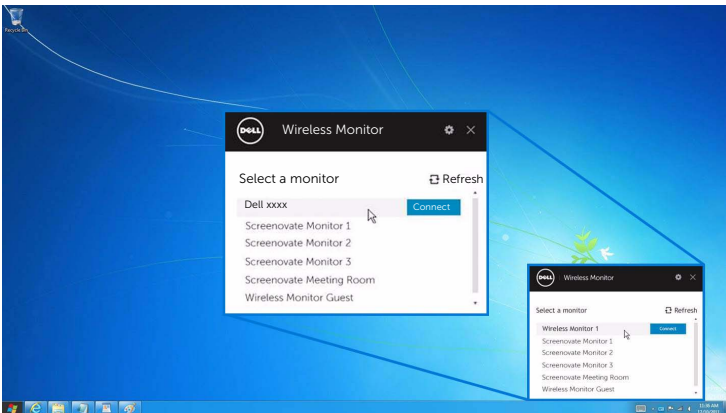 Recycle Bin
DELL Wireless Monitor
Select a monitor Refresh
Dell xxxx Connect
Screenovate Monitor 1
Screenovate Monitor 2
Screenovate Monitor 3
Screenovate Meeting Room
Wireless Monitor Guest
DELL Wireless Monitor
Select a monitor Refresh
Wireless Monitor 1 Connect
Screenovate Monitor 1
Screenovate Monitor 2
Screenovate Monitor 3
Screenovate Meeting Room
Wireless Monitor Guest